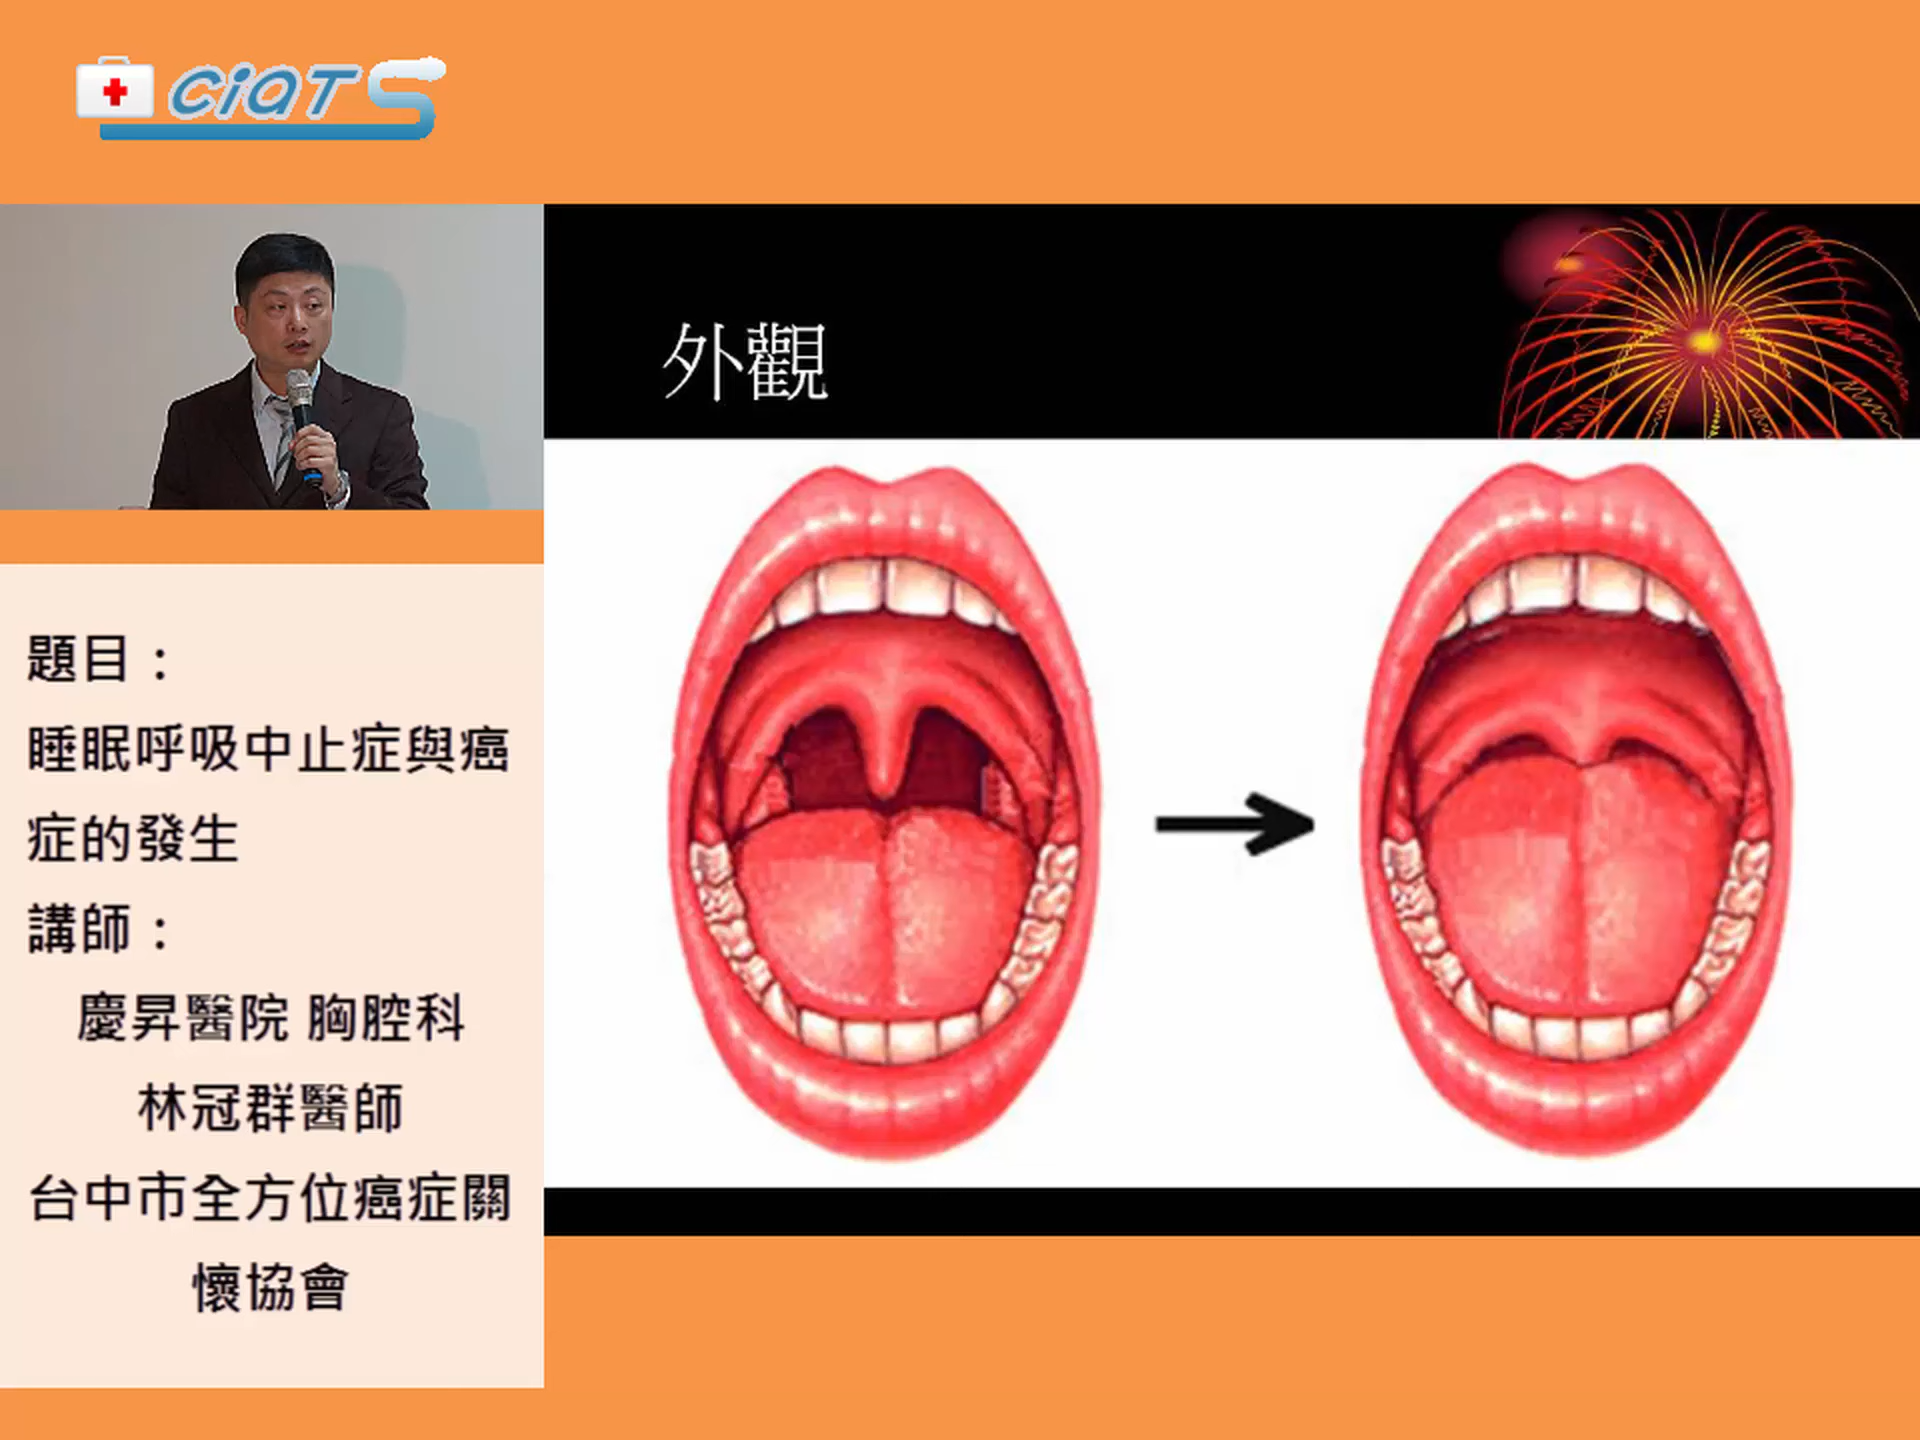 CiaTS
外觀
題目：
睡眠呼吸中止症與癌
症的發生
講師：
慶昇醫院 胸腔科
林冠群醫師
台中市全方位癌症關
懷協會